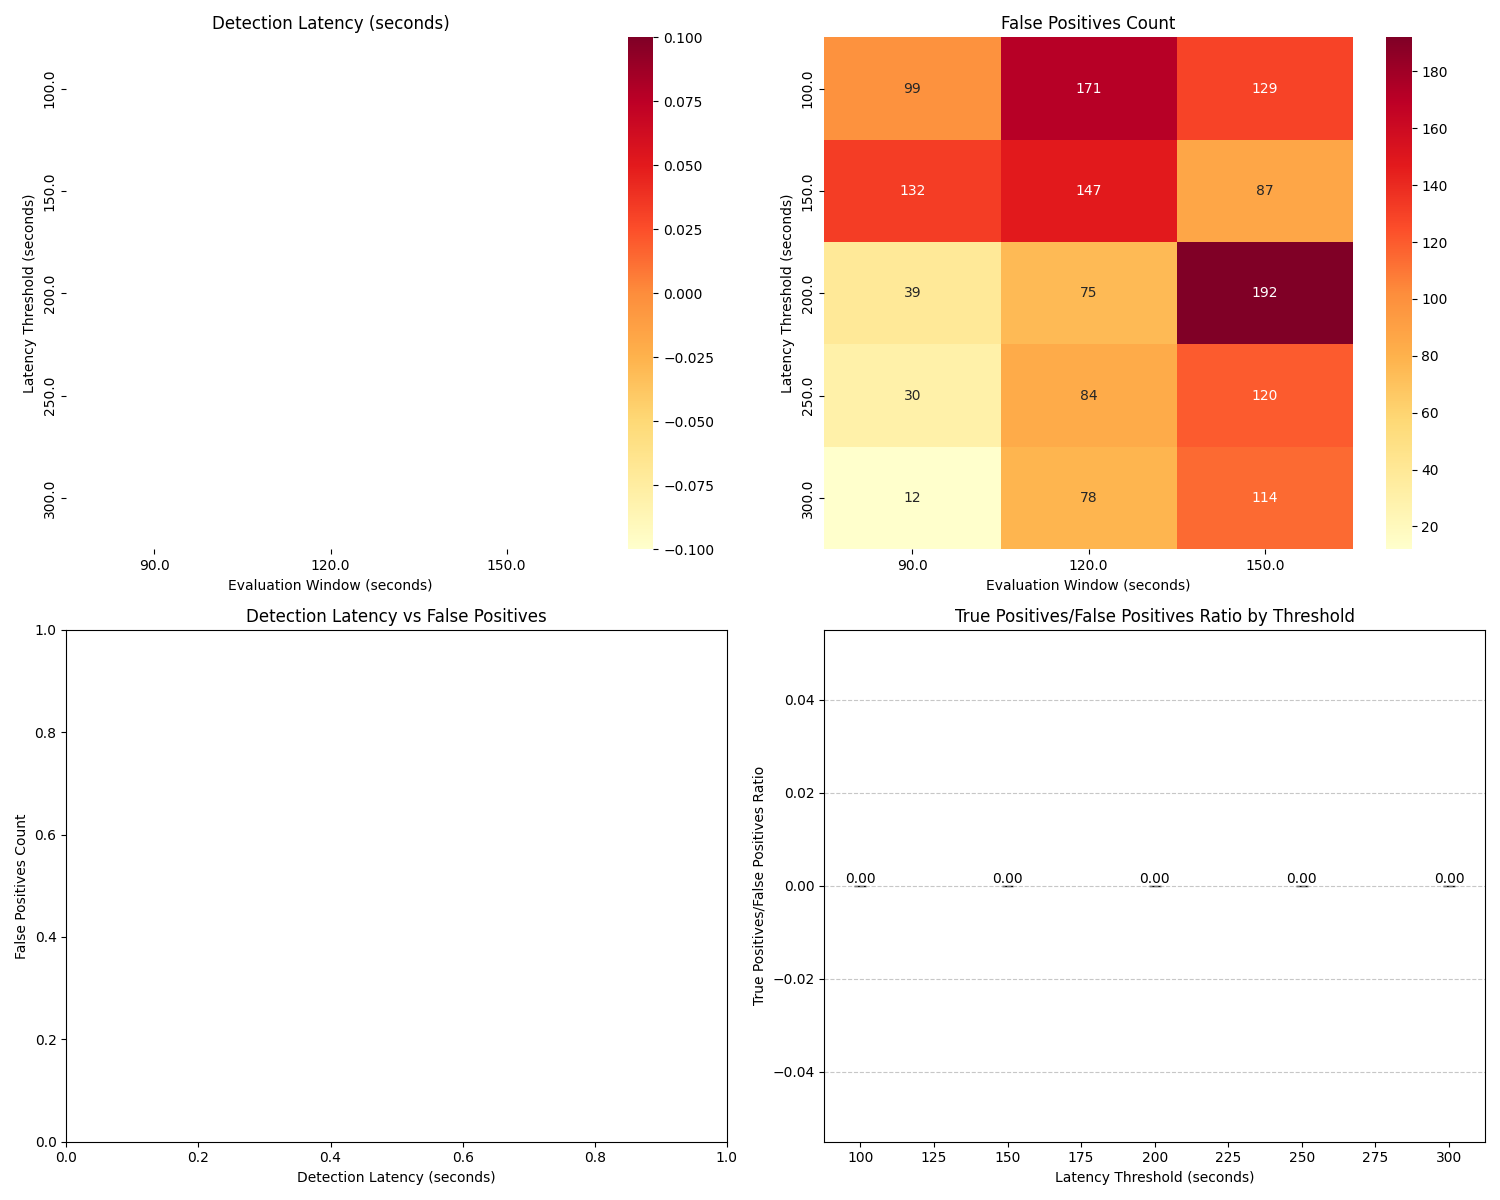 Detection Latency (seconds)
Latency Threshold (seconds)
100.0
150.0
200.0
250.0
300.0
90.0 120.0 150.0
Evaluation Window (seconds)
0.100
0.075
0.050
0.025
0.000
−0.025
−0.050
−0.075
−0.100
False Positives Count
Latency Threshold (seconds)
100.0 99 171 129
150.0 132 147 87
200.0 39 75 192
250.0 30 84 120
300.0 12 78 114
90.0 120.0 150.0
Evaluation Window (seconds)
180
160
140
120
100
80
60
40
20
Detection Latency vs False Positives
False Positives Count
1.0
0.8
0.6
0.4
0.2
0.0
0.0 0.2 0.4 0.6 0.8 1.0
Detection Latency (seconds)
True Positives/False Positives Ratio by Threshold
True Positives/False Positives Ratio
0.04
0.02
0.00
−0.02
−0.04
0.00 0.00 0.00 0.00 0.00
100 125 150 175 200 225 250 275 300
Latency Threshold (seconds)